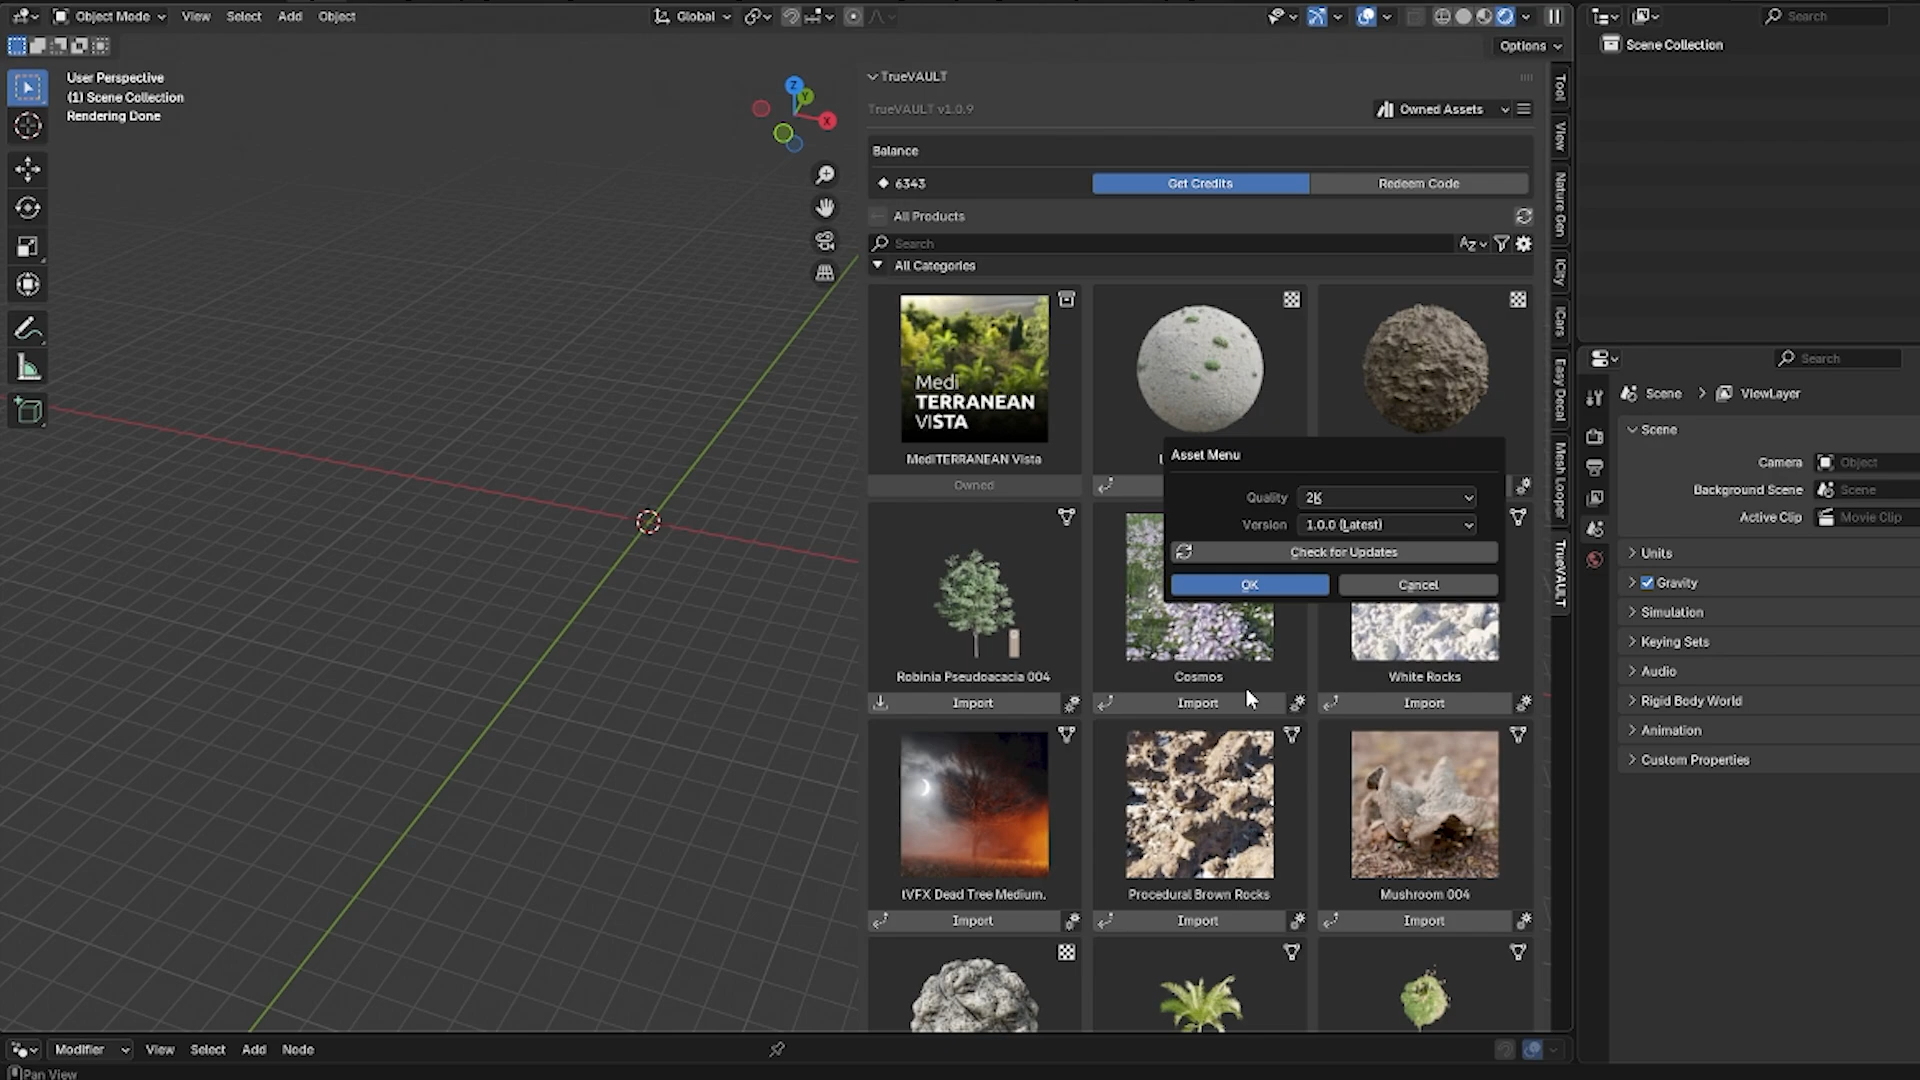 Object Mode
View
Select
Add
Object
Global
Search
Options
Scene Collection
User Perspective
(1) Scene Collection
Rendering Done
Z
Y
X
TrueVAULT
TrueVAULT v1.0.9
Owned Assets
Balance
6343
Get Credits
Redeem Code
All Products
Search
All Categories
Medi
TERRANEAN
VISTA
MediTERRANEAN Vista
Owned
Asset Menu
Quality
2K
Version
1.0.0 (Latest)
Check for Updates
OK
Cancel
Robinia Pseudoacacia 004
Cosmos
White Rocks
Import
Import
Import
tVFX Dead Tree Medium.
Procedural Brown Rocks
Mushroom 004
Import
Import
Import
Tool
View
Nature Gen
iCity
iCars
Easy Decal
Mesh Looper
TrueVAULT
Search
Scene
ViewLayer
Scene
Camera
Object
Background Scene
Scene
Active Clip
Movie Clip
Units
Gravity
Simulation
Keying Sets
Audio
Rigid Body World
Animation
Custom Properties
Modifier
View
Select
Add
Node
Pan View